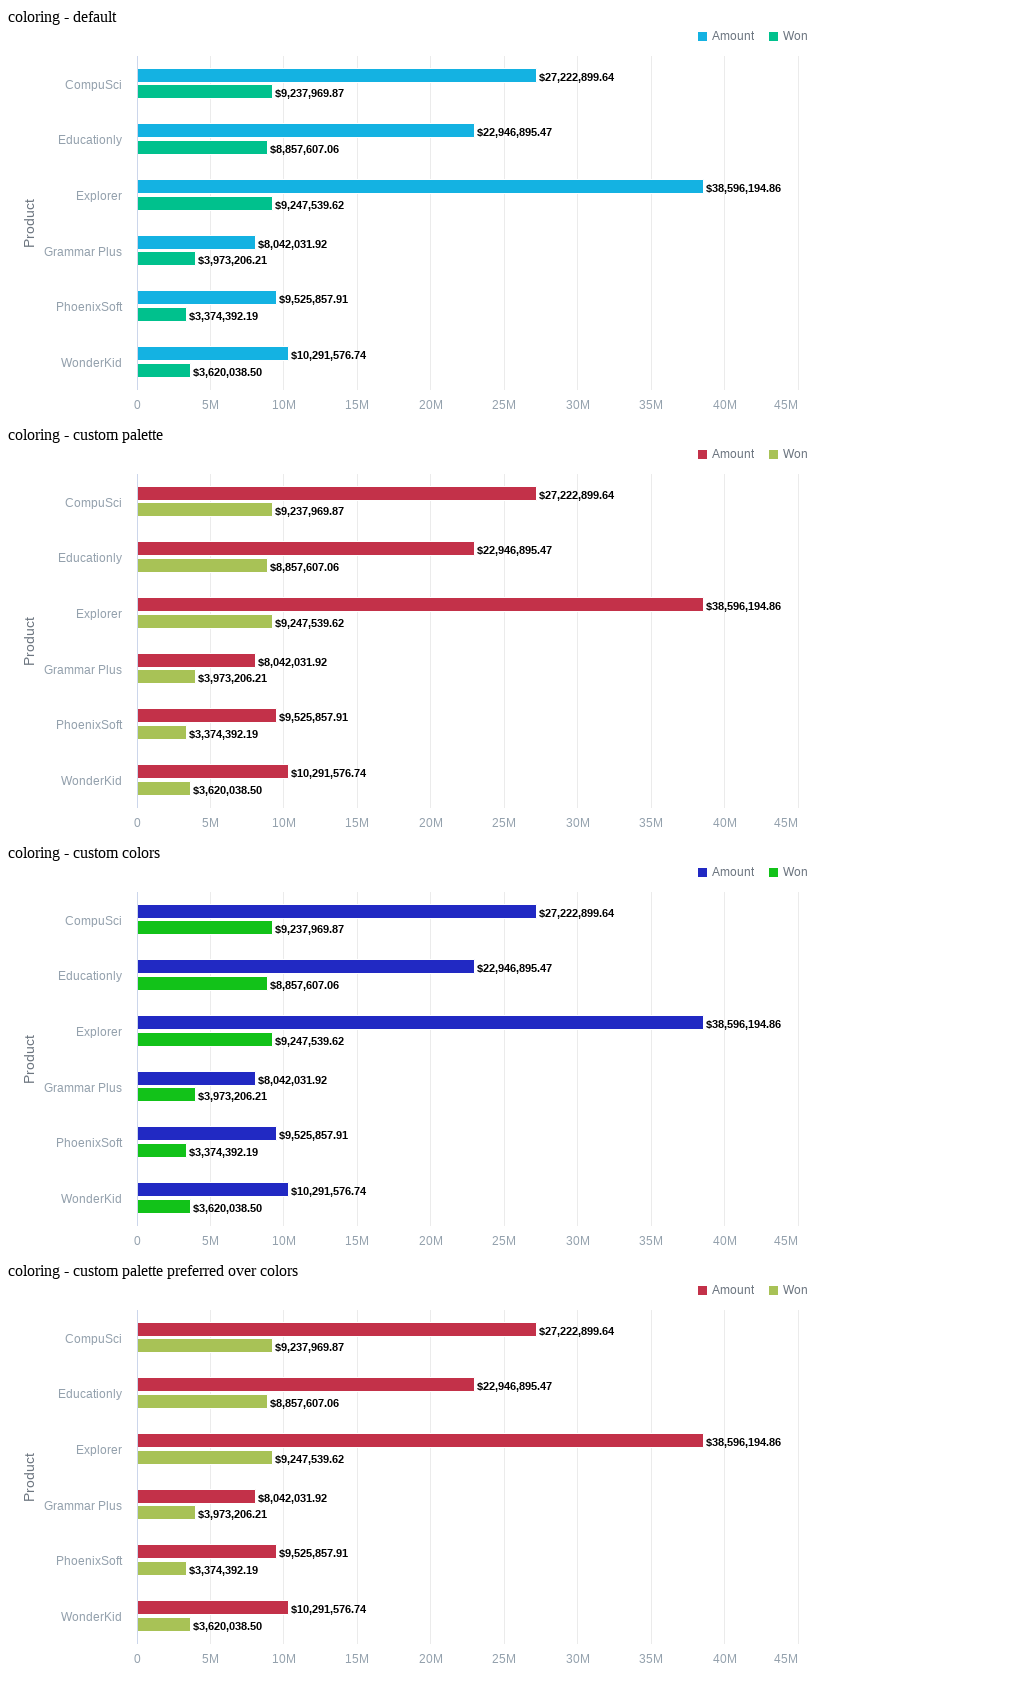 coloring - default
Amount Won
CompuSci
$27,222,899.64
$9,237,969.87
Educationly
$22,946,895.47
$8,857,607.06
Explorer
$38,596,194.86
$9,247,539.62
Product
Grammar Plus
$8,042,031.92
$3,973,206.21
PhoenixSoft
$9,525,857.91
$3,374,392.19
WonderKid
$10,291,576.74
$3,620,038.50
0 5M 10M 15M 20M 25M 30M 35M 40M 45M
coloring - custom palette
Amount Won
CompuSci
$27,222,899.64
$9,237,969.87
Educationly
$22,946,895.47
$8,857,607.06
Explorer
$38,596,194.86
$9,247,539.62
Product
Grammar Plus
$8,042,031.92
$3,973,206.21
PhoenixSoft
$9,525,857.91
$3,374,392.19
WonderKid
$10,291,576.74
$3,620,038.50
0 5M 10M 15M 20M 25M 30M 35M 40M 45M
coloring - custom colors
Amount Won
CompuSci
$27,222,899.64
$9,237,969.87
Educationly
$22,946,895.47
$8,857,607.06
Explorer
$38,596,194.86
$9,247,539.62
Product
Grammar Plus
$8,042,031.92
$3,973,206.21
PhoenixSoft
$9,525,857.91
$3,374,392.19
WonderKid
$10,291,576.74
$3,620,038.50
0 5M 10M 15M 20M 25M 30M 35M 40M 45M
coloring - custom palette preferred over colors
Amount Won
CompuSci
$27,222,899.64
$9,237,969.87
Educationly
$22,946,895.47
$8,857,607.06
Explorer
$38,596,194.86
$9,247,539.62
Product
Grammar Plus
$8,042,031.92
$3,973,206.21
PhoenixSoft
$9,525,857.91
$3,374,392.19
WonderKid
$10,291,576.74
$3,620,038.50
0 5M 10M 15M 20M 25M 30M 35M 40M 45M